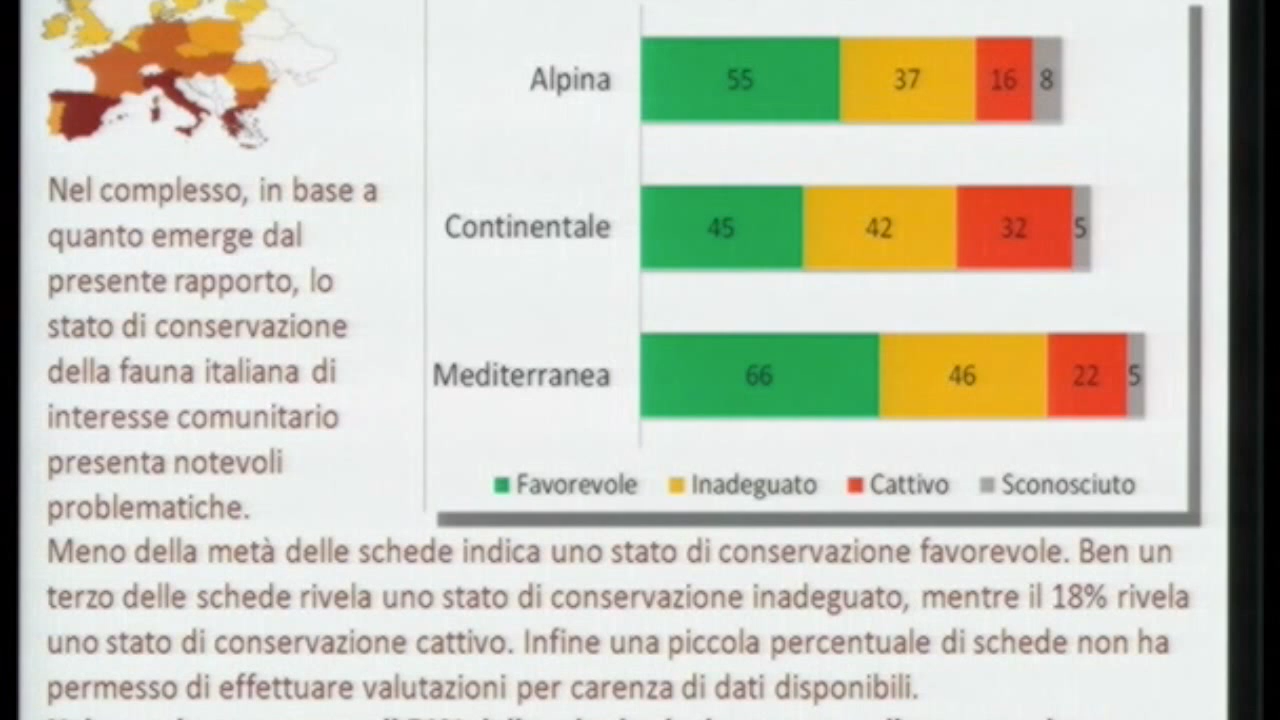 Alpina
55 37 16 8
Continentale
45 42 32 5
Mediterranea
66 46 22 5
Favorevole Inadeguato Cattivo Sconosciuto
Nel complesso, in base a
quanto emerge dal
presente rapporto, lo
stato di conservazione
della fauna italiana di
interesse comunitario
presenta notevoli
problematiche.
Meno della metà delle schede indica uno stato di conservazione favorevole. Ben un
terzo delle schede rivela uno stato di conservazione inadeguato, mentre il 18% rivela
uno stato di conservazione cattivo. Infine una piccola percentuale di schede non ha
permesso di effettuare valutazioni per carenza di dati disponibili.